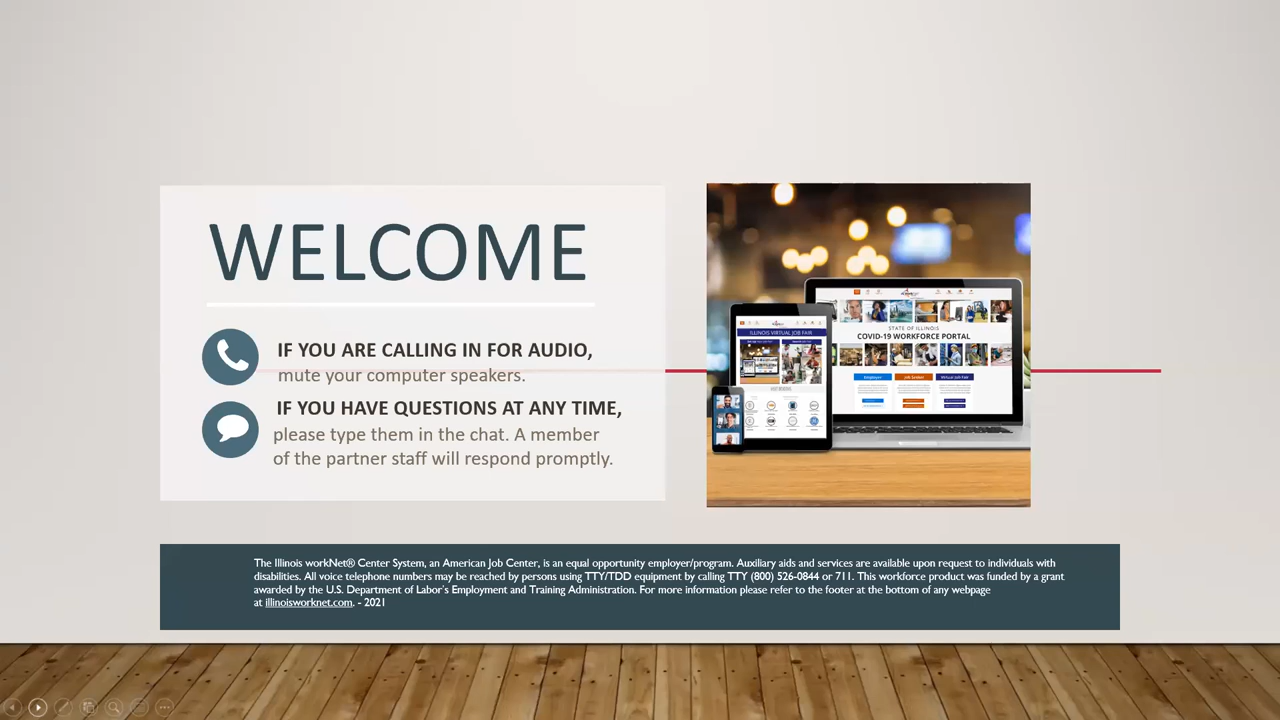 WELCOME
IF YOU ARE CALLING IN FOR AUDIO,
mute your computer speakers.
IF YOU HAVE QUESTIONS AT ANY TIME,
please type them in the chat. A member
of the partner staff will respond promptly.
ILLINOIS VIRTUAL JOB FAIR
STATE OF ILLINOIS
COVID-19 WORKFORCE PORTAL
Employer Job Seeker Virtual Job Fair
The Illinois workNet® Center System, an American Job Center, is an equal opportunity employer/program. Auxiliary aids and services are available upon request to individuals with
disabilities. All voice telephone numbers may be reached by persons using TTY/TDD equipment by calling TTY (800) 526-0844 or 711. This workforce product was funded by a grant
awarded by the U.S. Department of Labor's Employment and Training Administration. For more information please refer to the footer at the bottom of any webpage
at illinoisworknet.com. - 2021